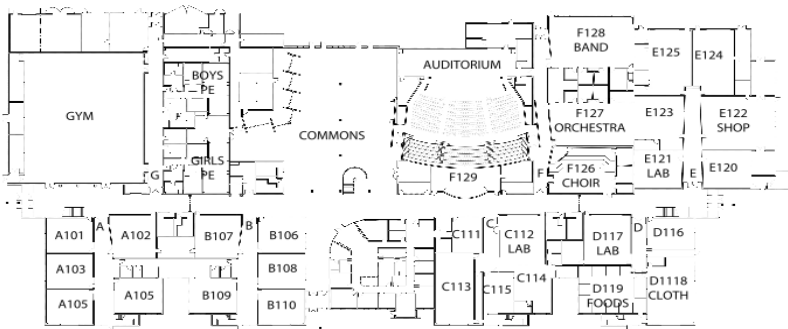 F128
BAND
E125
E124
AUDITORIUM
BOYS
PE
GYM
COMMONS
F127
ORCHESTRA
E123
E122
SHOP
GIRLS
PE
E121
LAB
E120
F126
CHOIR
G
F129
F
E
A101
A
A102
B107
B
B106
C111
C
C112
LAB
D117
LAB
D
D116
A103
B108
A105
A105
B109
B110
C113
C115
C114
D119
FOODS
D1118
CLOTH